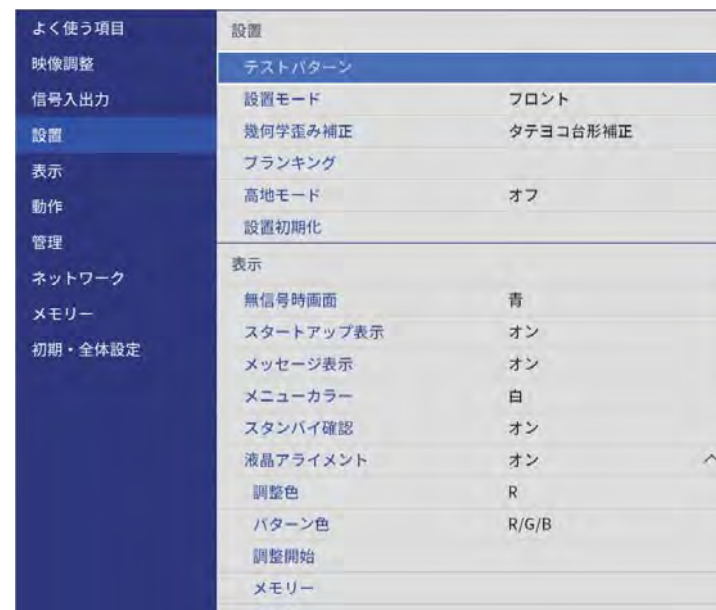 よく使う項目
映像調整
信号入出力
設置
表示
動作
管理
ネットワーク
メモリー
初期・全体設定
設置
テストパターン
設置モード フロント
幾何学歪み補正 タテヨコ台形補正
ブランキング
高地モード オフ
設置初期化
表示
無信号時画面 青
スタートアップ表示 オン
メッセージ表示 オン
メニューカラー 白
スタンバイ確認 オン
液晶アライメント オン
調整色 R
パターン色 R/G/B
調整開始
メモリー